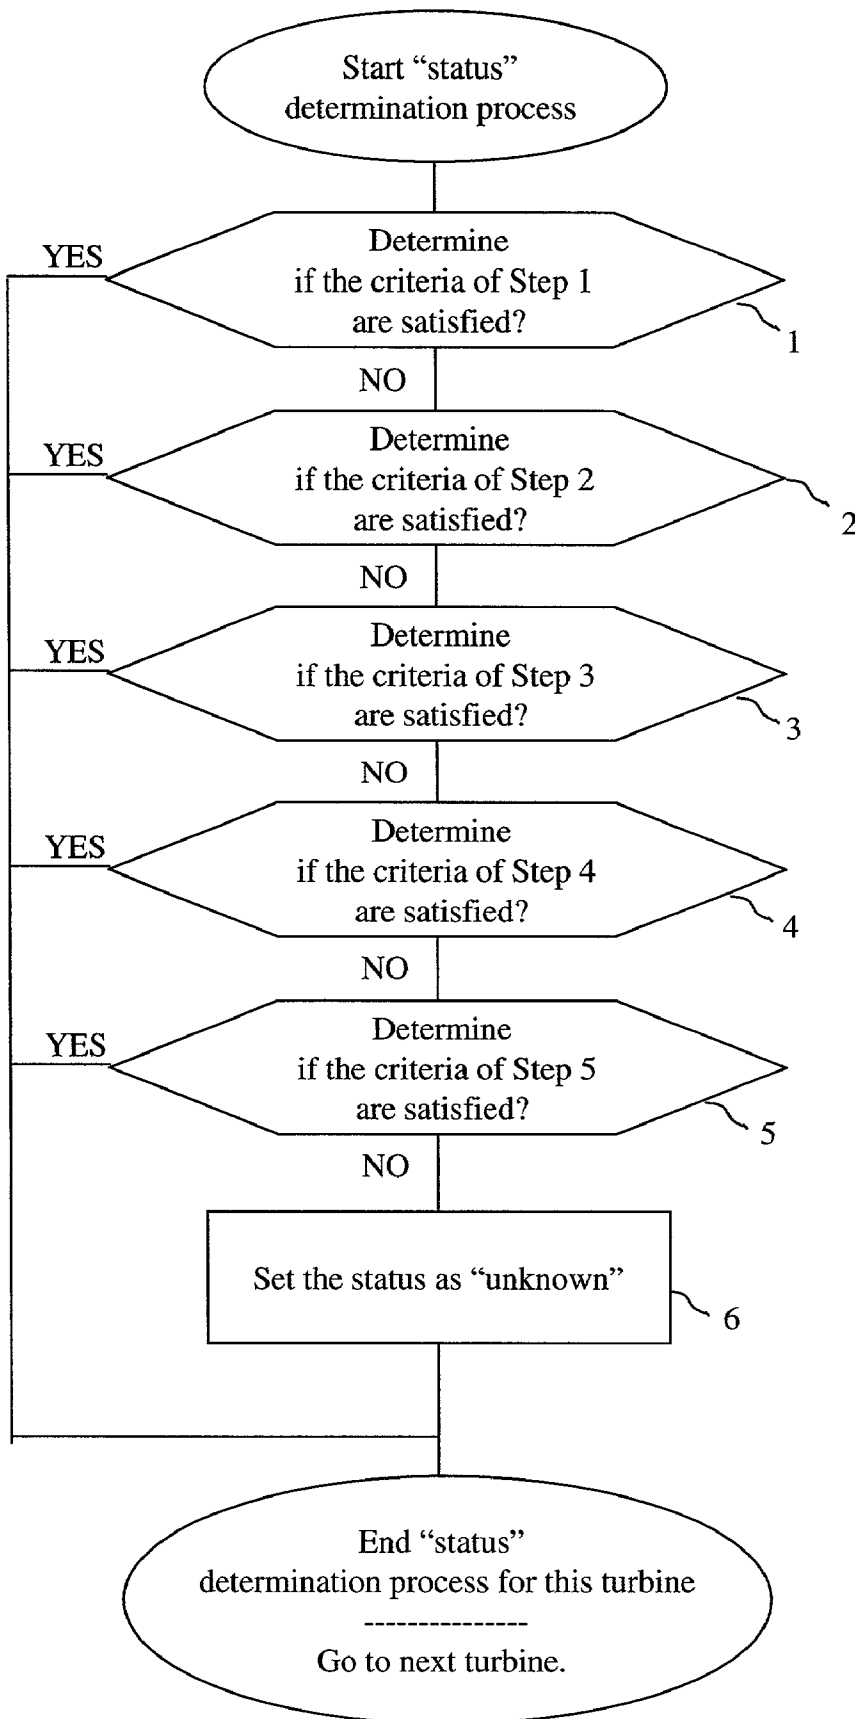 Start “status”
determination process
YES
Determine
if the criteria of Step 1
are satisfied?
1
NO
YES
Determine
if the criteria of Step 2
are satisfied?
2
NO
YES
Determine
if the criteria of Step 3
are satisfied?
3
NO
YES
Determine
if the criteria of Step 4
are satisfied?
4
NO
YES
Determine
if the criteria of Step 5
are satisfied?
5
NO
Set the status as “unknown”
6
End “status”
determination process for this turbine
---------------
Go to next turbine.